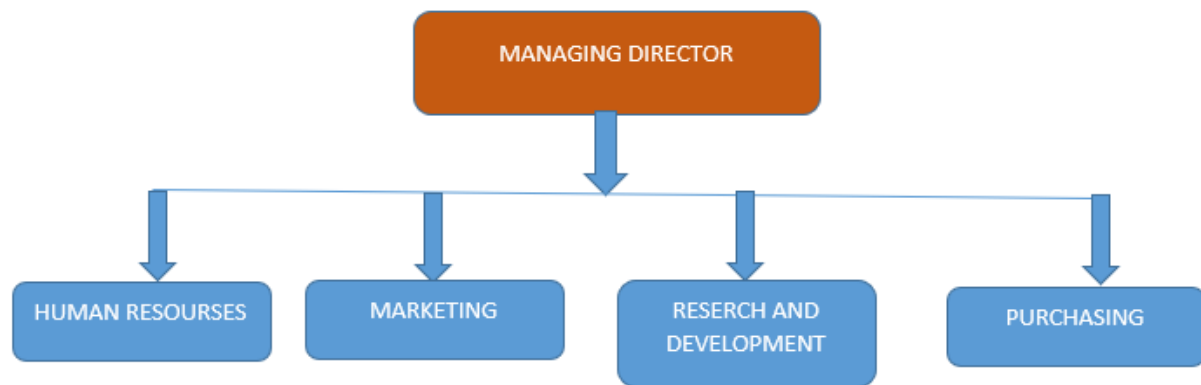 MANAGING DIRECTOR
HUMAN RESOURSES
MARKETING
RESERCH AND
DEVELOPMENT
PURCHASING